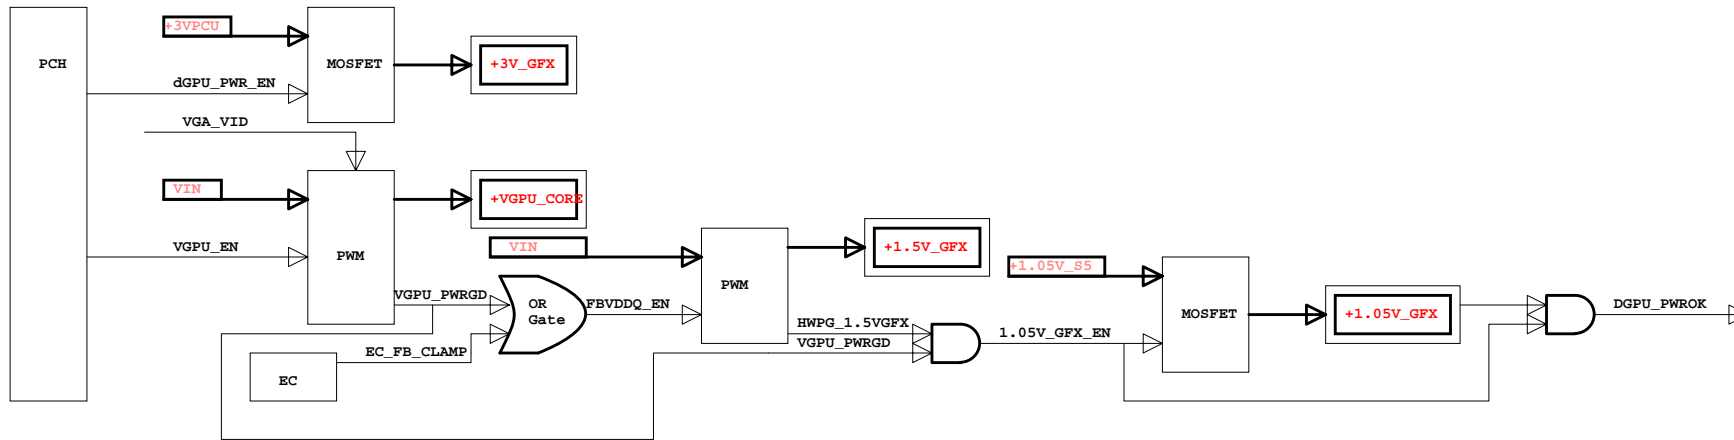 +3VPCU
PCH
MOSFET
+3V_GFX
dGPU_PWR_EN
VGA_VID
VIN
+VGPU_CORE
VGPU_EN
PWM
VIN
+1.5V_GFX
+1.05V_S5
PWM
VGPU_PWRGD
OR
Gate
FBVDDQ_EN
MOSFET
+1.05V_GFX
DGPU_PWROK
HWPG_1.5VGFX
1.05V_GFX_EN
VGPU_PWRGD
EC_FB_CLAMP
EC